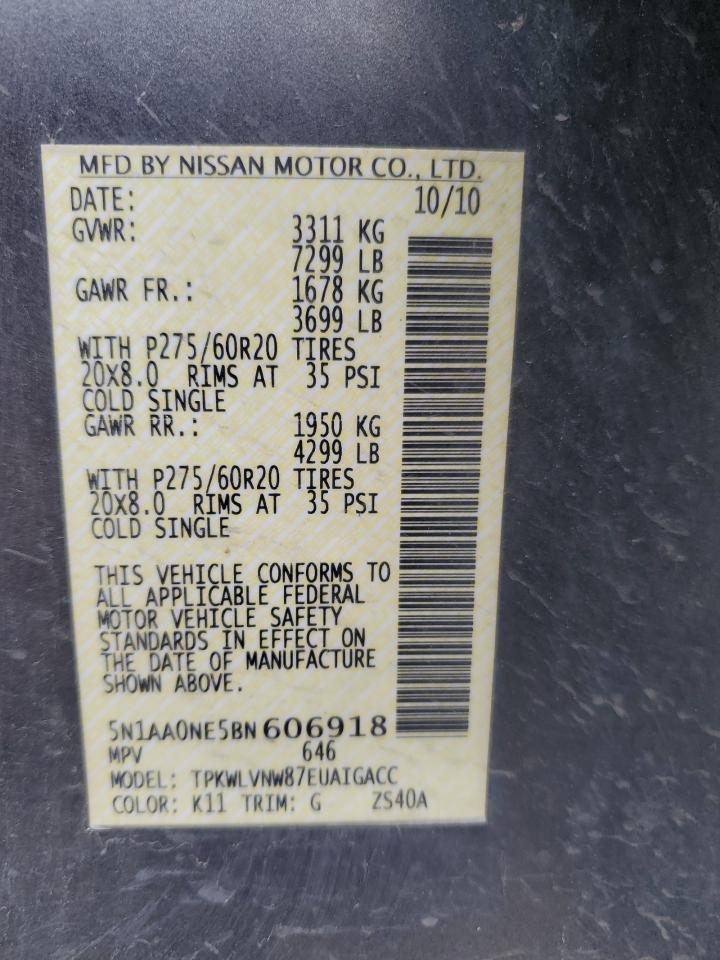 MFD BY NISSAN MOTOR CO., LTD.
DATE: 10/10
GVWR: 3311 KG
7299 LB
GAWR FR.: 1678 KG
3699 LB
WITH P275/60R20 TIRES
20X8.0 RIMS AT 35 PSI
COLD SINGLE
GAWR RR.: 1950 KG
4299 LB
WITH P275/60R20 TIRES
20X8.0 RIMS AT 35 PSI
COLD SINGLE
THIS VEHICLE CONFORMS TO
ALL APPLICABLE FEDERAL
MOTOR VEHICLE SAFETY
STANDARDS IN EFFECT ON
THE DATE OF MANUFACTURE
SHOWN ABOVE.
5N1AA0NE5BN606918
MPV 646
MODEL: TPKWLVNW87EUAIGACC
COLOR: K11 TRIM: G ZS40A